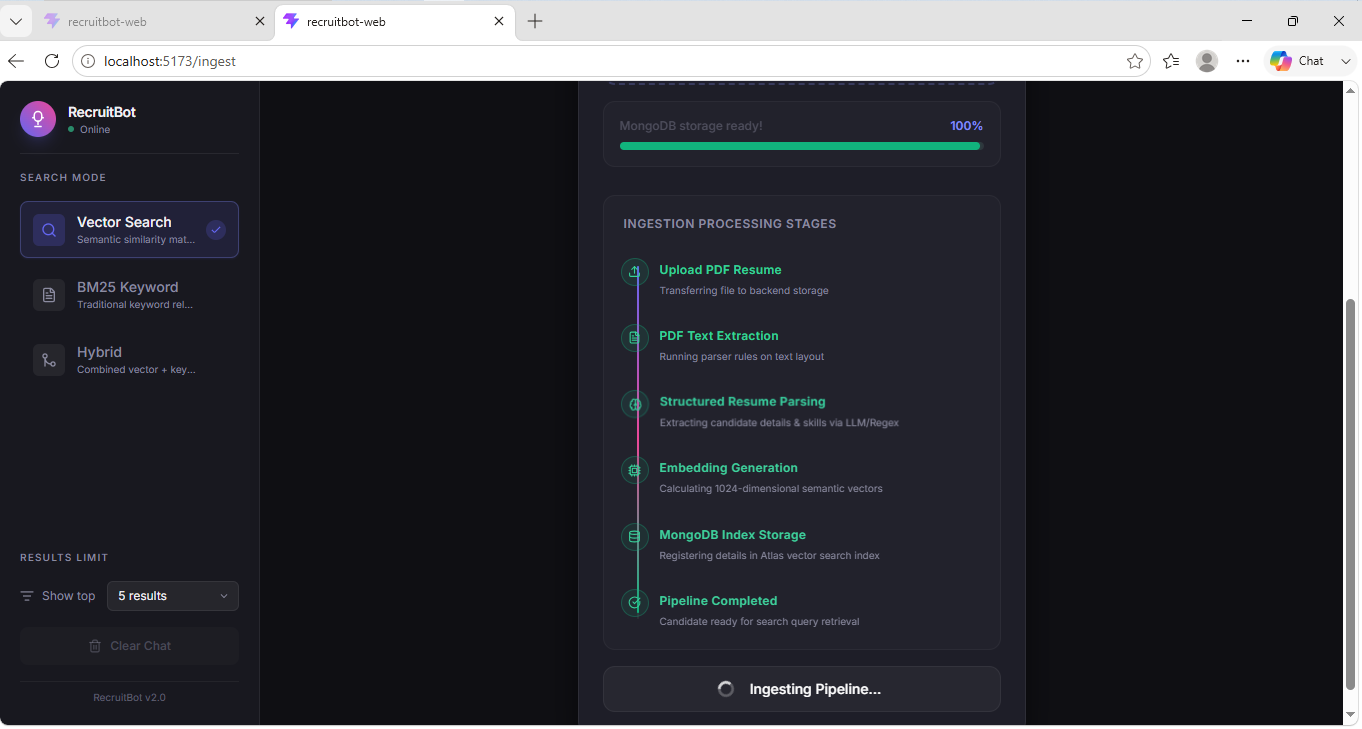 recruitbot-web
recruitbot-web
localhost:5173/ingest
Chat
RecruitBot
Online
SEARCH MODE
Vector Search
Semantic similarity mat...
BM25 Keyword
Traditional keyword rel...
Hybrid
Combined vector + key...
RESULTS LIMIT
Show top
5 results
Clear Chat
RecruitBot v2.0
MongoDB storage ready!
100%
INGESTION PROCESSING STAGES
Upload PDF Resume
Transferring file to backend storage
PDF Text Extraction
Running parser rules on text layout
Structured Resume Parsing
Extracting candidate details & skills via LLM/Regex
Embedding Generation
Calculating 1024-dimensional semantic vectors
MongoDB Index Storage
Registering details in Atlas vector search index
Pipeline Completed
Candidate ready for search query retrieval
Ingesting Pipeline...